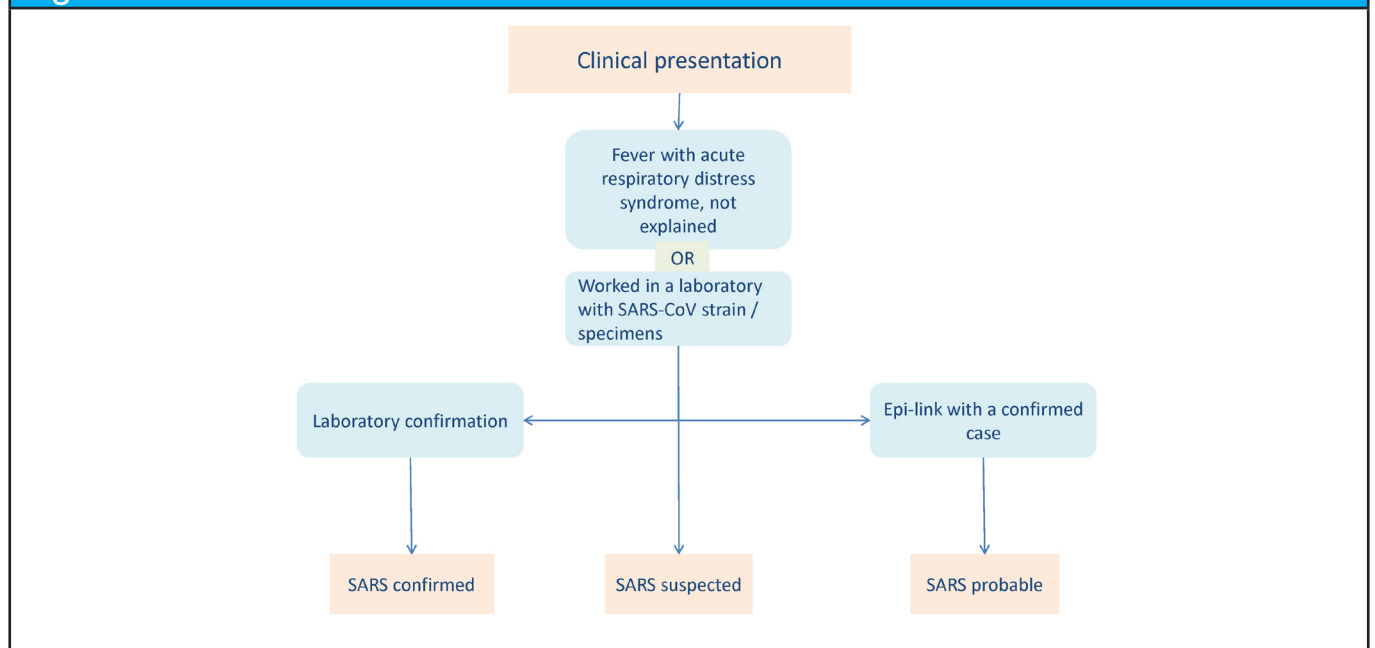 Clinical presentation
Fever with acute
respiratory distress
syndrome, not
explained
OR
Worked in a laboratory
with SARS-CoV strain /
specimens
Laboratory confirmation
Epi-link with a confirmed
case
SARS confirmed
SARS suspected
SARS probable